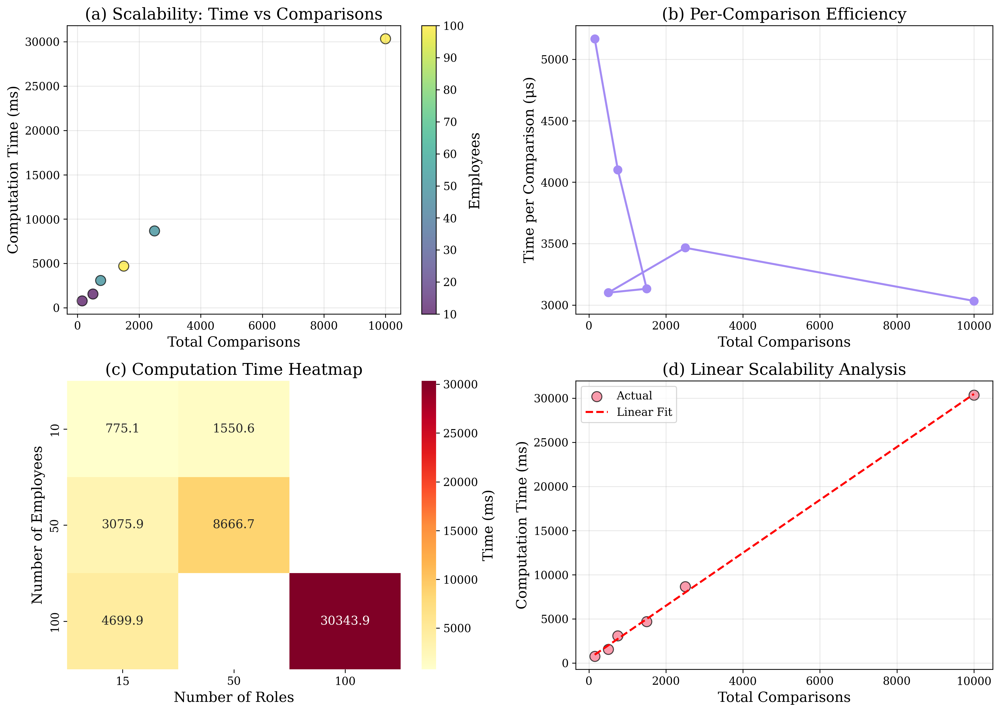 (a) Scalability: Time vs Comparisons
Computation Time (ms)
30000
25000
20000
15000
10000
5000
0
0 2000 4000 6000 8000 10000
Total Comparisons
100
90
80
70
60
50
40
30
20
10
Employees
(b) Per-Comparison Efficiency
Time per Comparison (µs)
5000
4500
4000
3500
3000
0 2000 4000 6000 8000 10000
Total Comparisons
(c) Computation Time Heatmap
Number of Employees
10
50
100
775.1 1550.6
3075.9 8666.7
4699.9 30343.9
15 50 100
Number of Roles
30000
25000
20000
15000
10000
5000
Time (ms)
(d) Linear Scalability Analysis
Actual
Linear Fit
Computation Time (ms)
30000
25000
20000
15000
10000
5000
0
0 2000 4000 6000 8000 10000
Total Comparisons